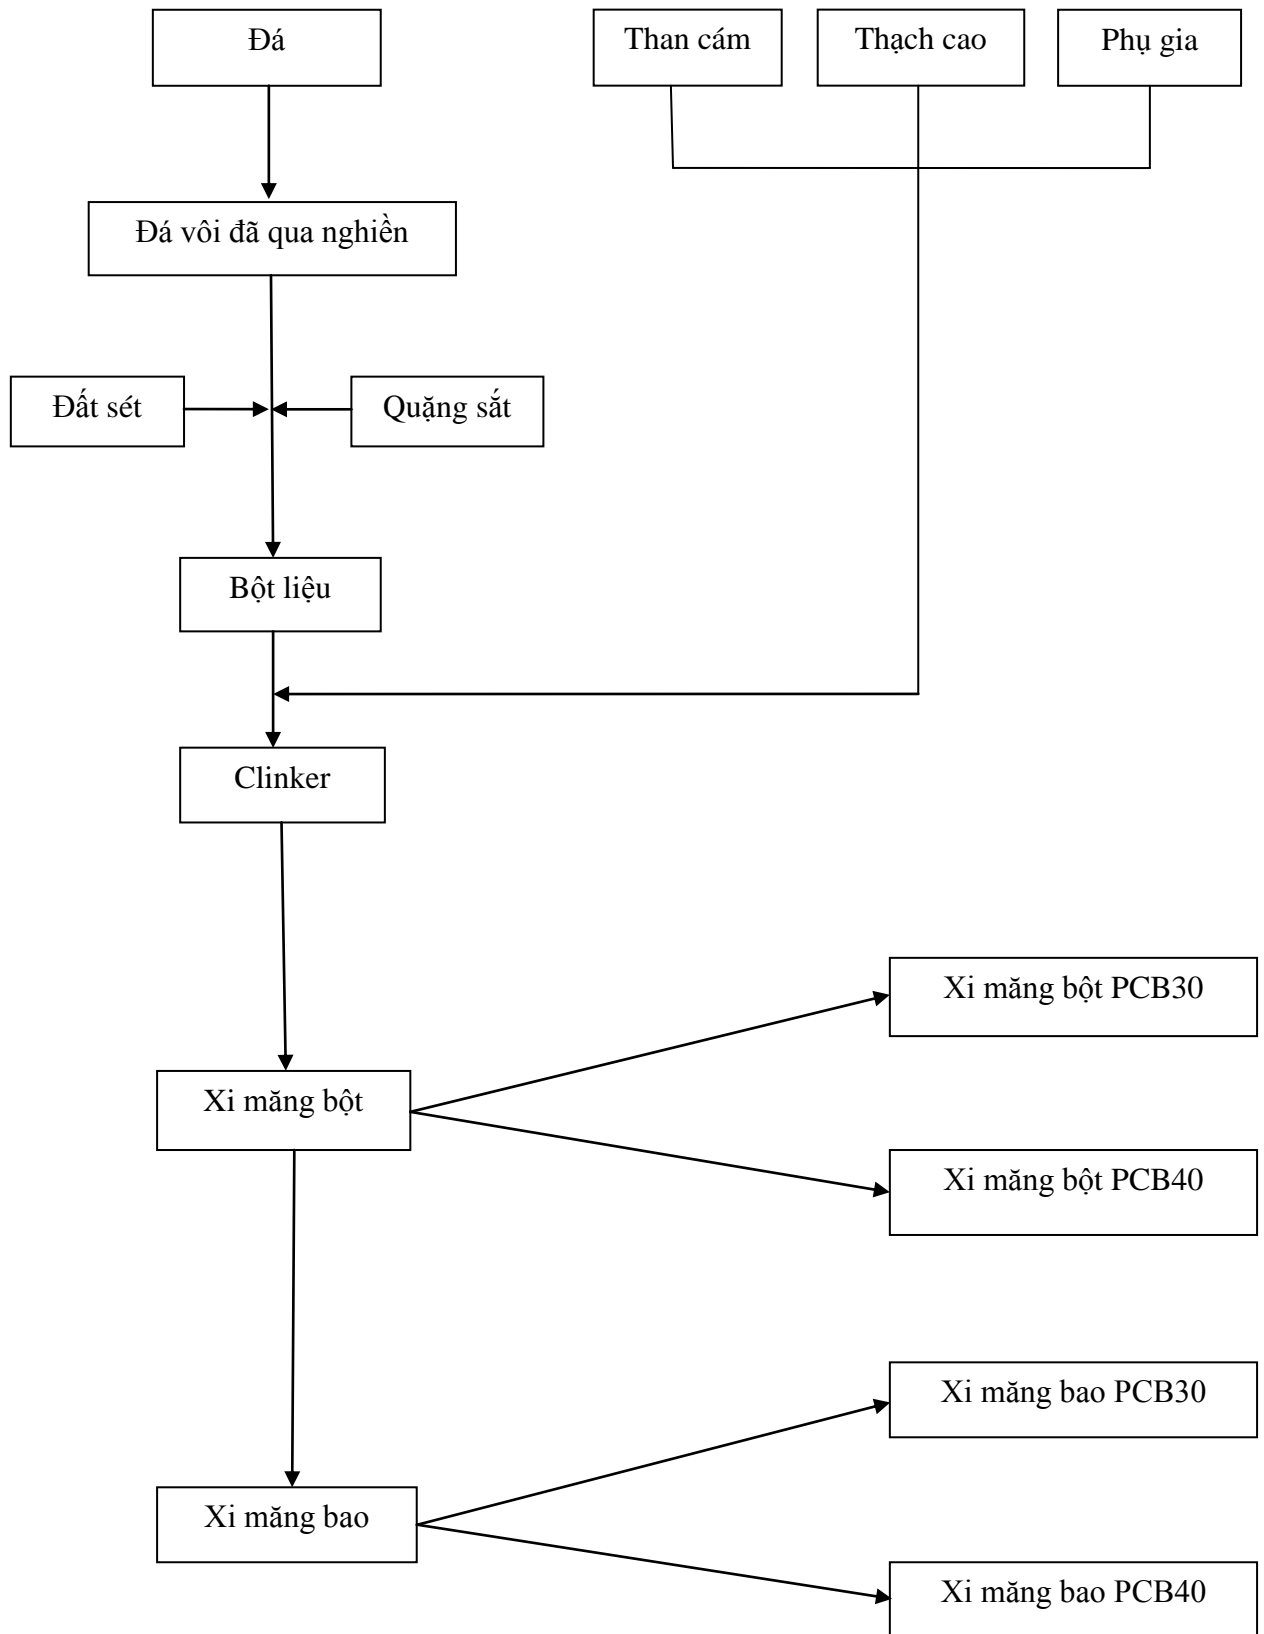 Đá
Than cám
Thạch cao
Phụ gia
Đá vôi đã qua nghiền
Đất sét
Quặng sắt
Bột liệu
Clinker
Xi măng bột PCB30
Xi măng bột
Xi măng bột PCB40
Xi măng bao PCB30
Xi măng bao
Xi măng bao PCB40